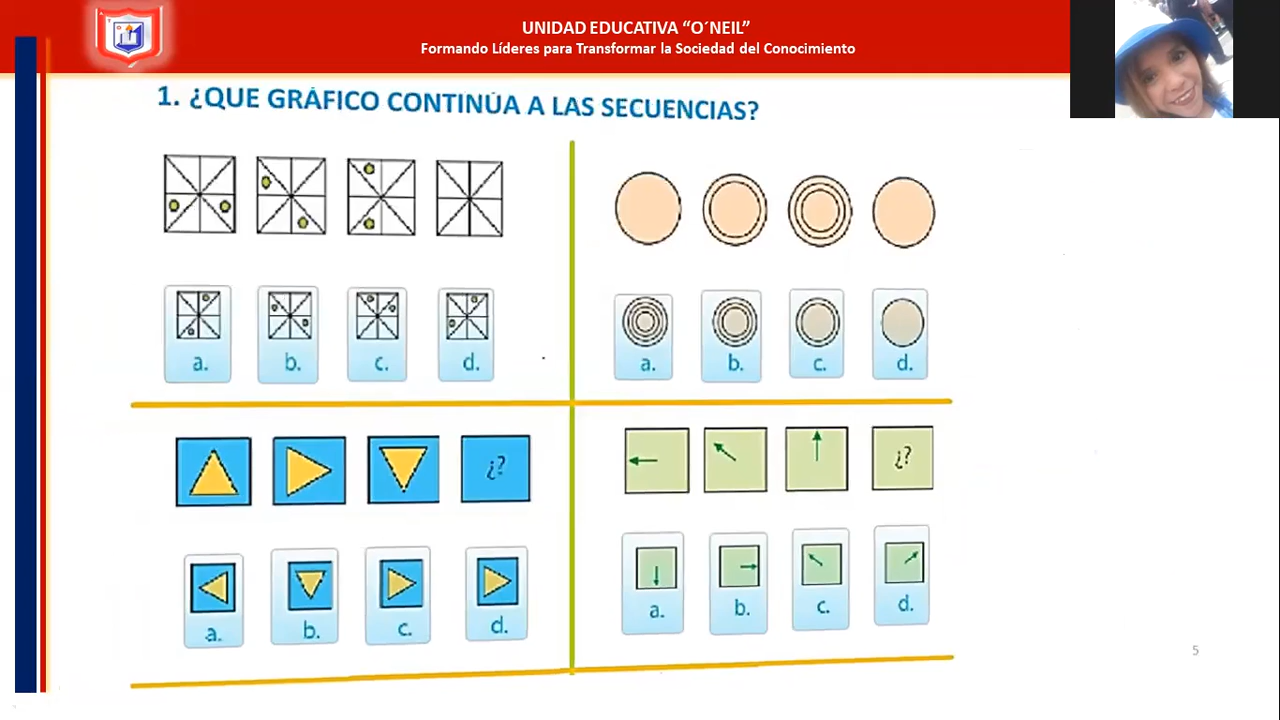 UNIDAD EDUCATIVA “O´NEIL”
Formando Líderes para Transformar la Sociedad del Conocimiento
1. ¿QUE GRÁFICO CONTINÚA A LAS SECUENCIAS?
a. b. c. d.
a. b. c. d.
¿?
¿?
a. b. c. d.
a. b. c. d.
5